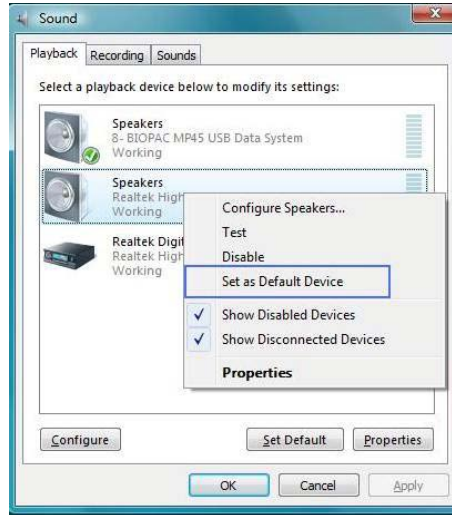 Sound
Playback Recording Sounds
Select a playback device below to modify its settings:
Speakers
8- BIOPAC MP45 USB Data System
Working
Speakers
Realtek High
Working
Realtek Digit
Realtek High
Working
Configure Speakers...
Test
Disable
Set as Default Device
Show Disabled Devices
Show Disconnected Devices
Properties
Configure Set Default Properties
OK Cancel Apply